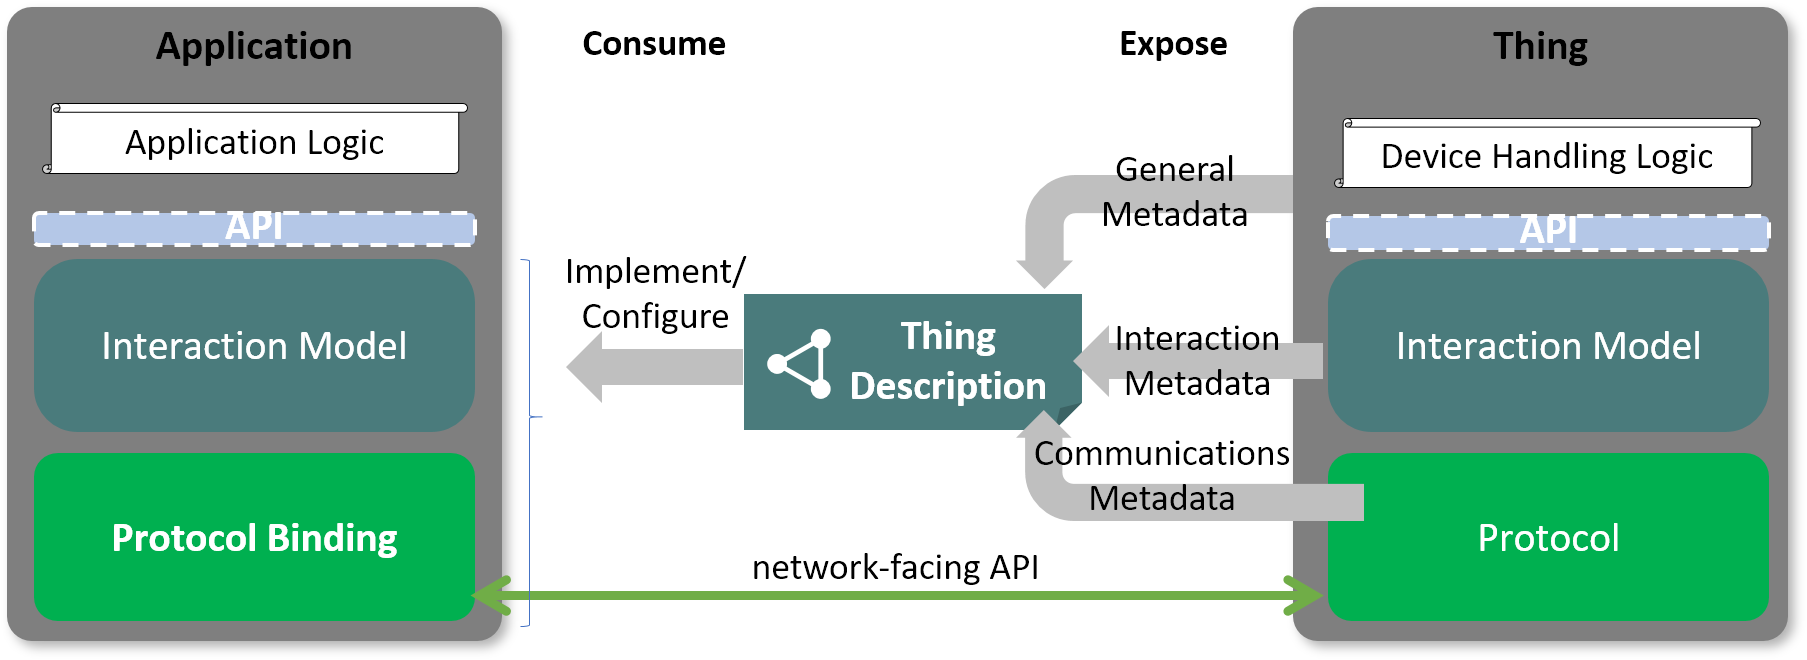 Application
Consume
Expose
Thing
Application Logic
Device Handling Logic
General
Metadata
API
API
Implement/
Configure
Thing
Description
Interaction
Metadata
Interaction Model
Interaction Model
Communications
Metadata
Protocol Binding
Protocol
network-facing API